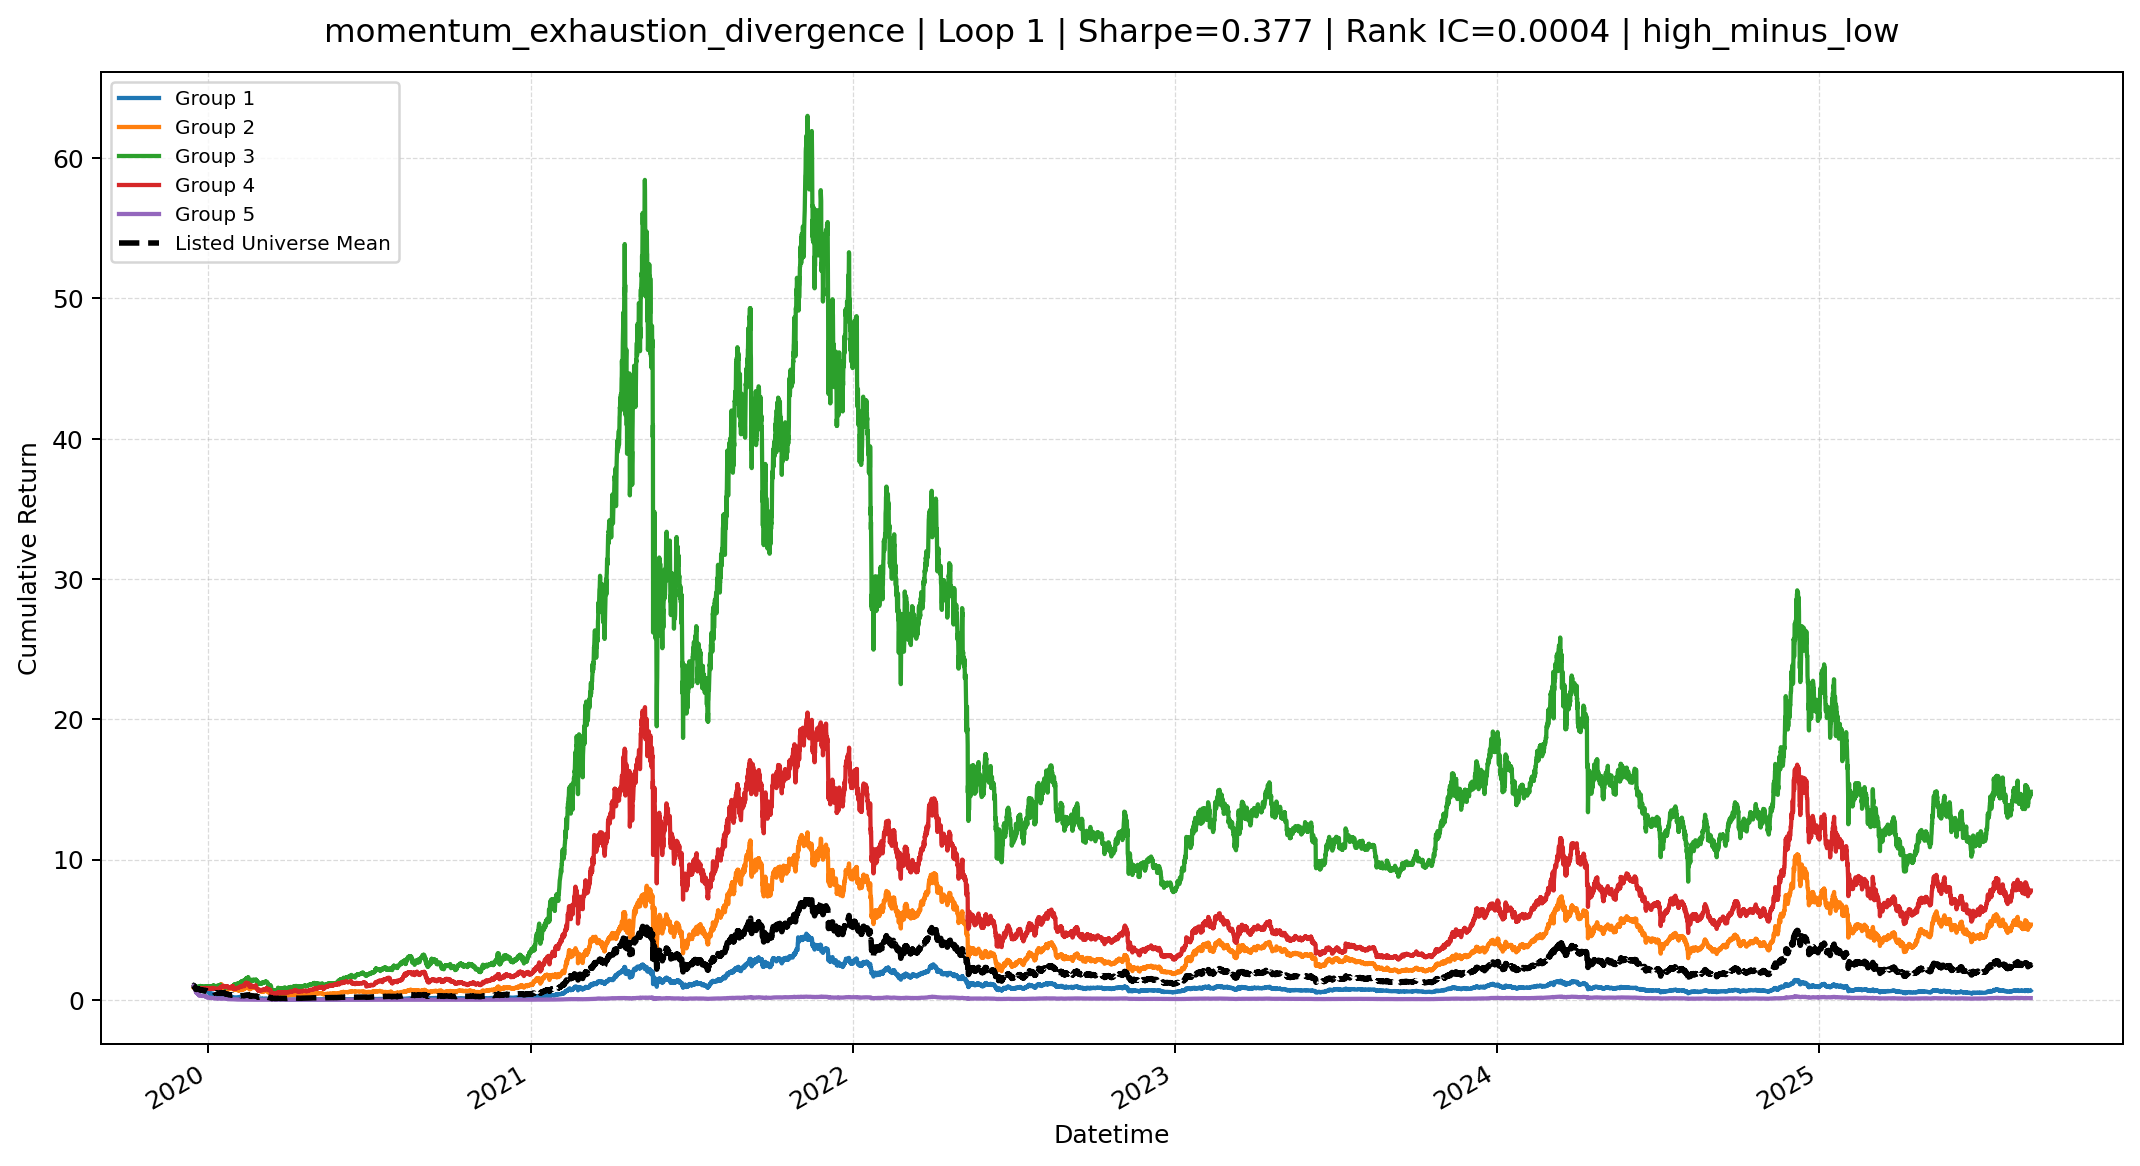 momentum_exhaustion_divergence | Loop 1 | Sharpe=0.377 | Rank IC=0.0004 | high_minus_low
Group 1
Group 2
Group 3
Group 4
Group 5
Listed Universe Mean
Cumulative Return
60
50
40
30
20
10
0
2020
2021
2022
2023
2024
2025
Datetime